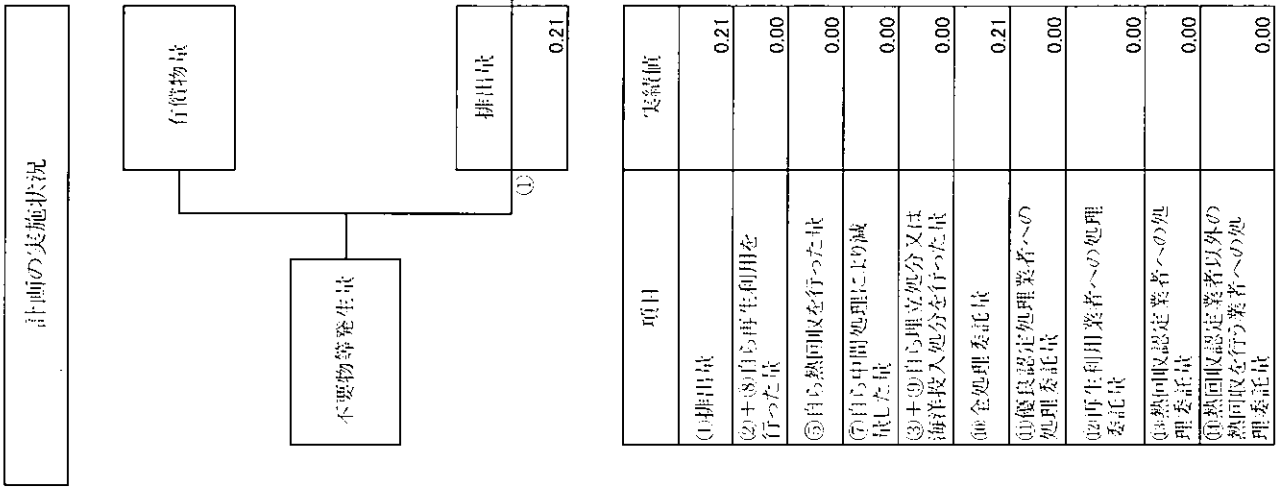 計画の実施状況
不要物等発生量
有償物量
①
排出量
0.21
項目
実績値
①排出量
0.21
②+⑧自ら再生利用を
行った量
0.00
⑤自ら熱回収を行った量
0.00
⑦自ら中間処理により減
量した量
0.00
③+⑨自ら埋立処分又は
海洋投入処分を行った量
0.00
⑩全処理委託量
0.21
⑪優良認定処理業者への
処理委託量
0.00
⑫再生利用業者への処理
委託量
0.00
⑬熱回収認定業者への処
理委託量
0.00
⑭熱回収認定業者以外の
熱回収を行う業者への処
理委託量
0.00